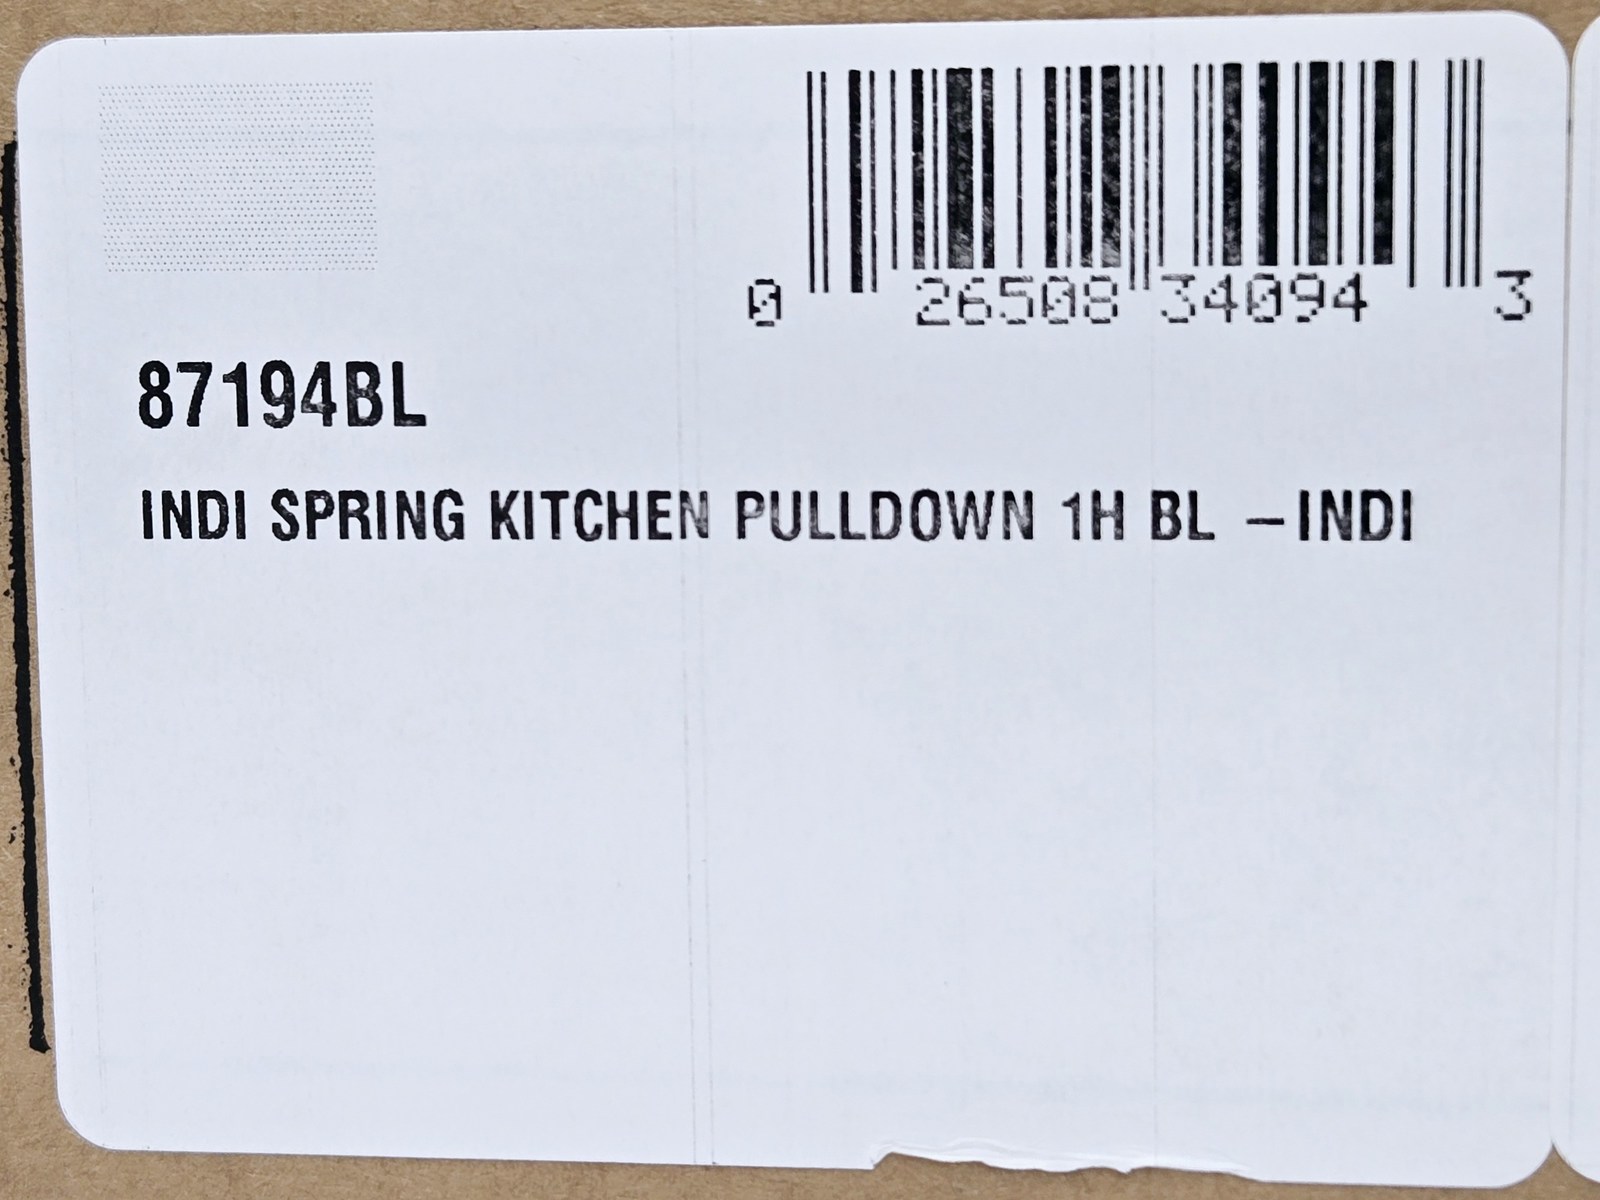 0 26508 34094 3
87194BL
INDI SPRING KITCHEN PULLDOWN 1H BL –INDI